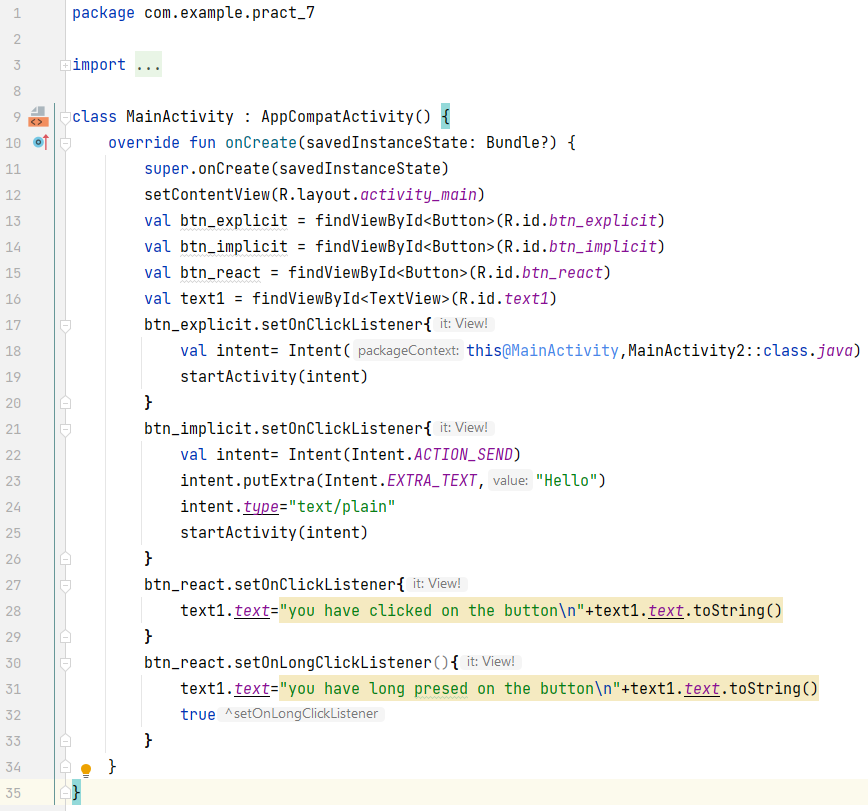 1 package com.example.pract_7
2
3 import ...
8
9 class MainActivity : AppCompatActivity() {
10 override fun onCreate(savedInstanceState: Bundle?) {
11 super.onCreate(savedInstanceState)
12 setContentView(R.layout.activity_main)
13 val btn_explicit = findViewById<Button>(R.id.btn_explicit)
14 val btn_implicit = findViewById<Button>(R.id.btn_implicit)
15 val btn_react = findViewById<Button>(R.id.btn_react)
16 val text1 = findViewById<TextView>(R.id.text1)
17 btn_explicit.setOnClickListener{ it: View!
18 val intent= Intent( packageContext: this@MainActivity,MainActivity2::class.java)
19 startActivity(intent)
20 }
21 btn_implicit.setOnClickListener{ it: View!
22 val intent= Intent(Intent.ACTION_SEND)
23 intent.putExtra(Intent.EXTRA_TEXT, value: "Hello")
24 intent.type="text/plain"
25 startActivity(intent)
26 }
27 btn_react.setOnClickListener{ it: View!
28 text1.text="you have clicked on the button\n"+text1.text.toString()
29 }
30 btn_react.setOnLongClickListener(){ it: View!
31 text1.text="you have long presed on the button\n"+text1.text.toString()
32 true ^setOnLongClickListener
33 }
34 }
35 }